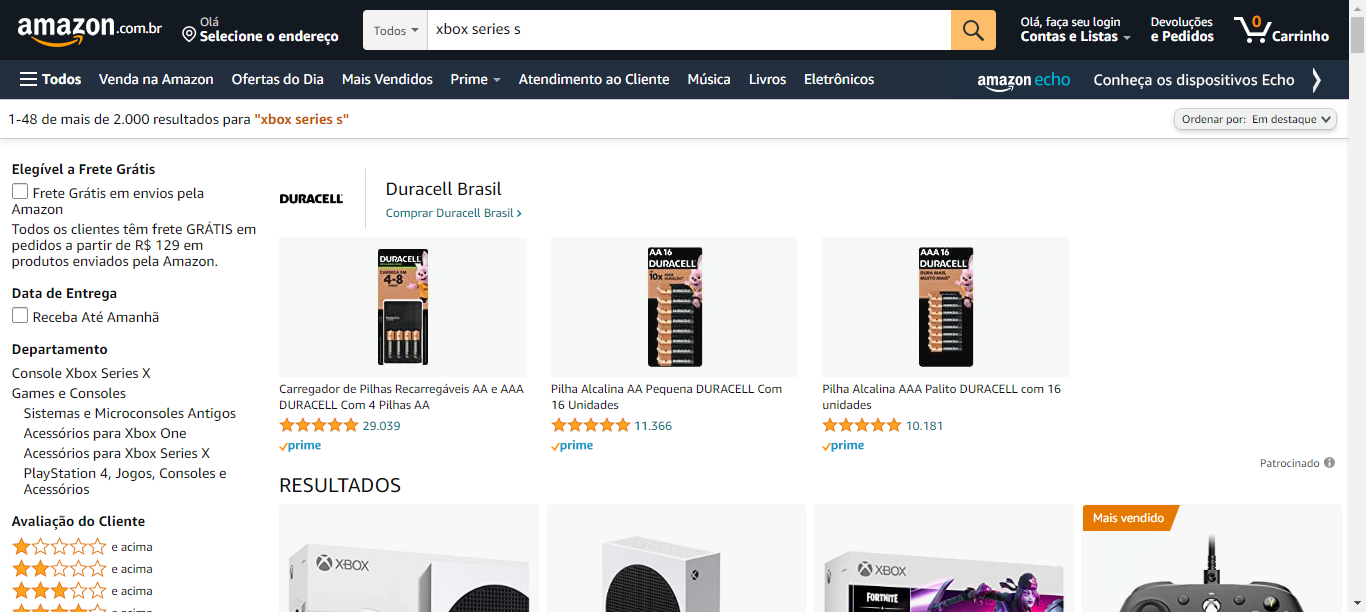 amazon.com.br
Olá
Selecione o endereço
Todos
xbox series s
Olá, faça seu login
Contas e Listas
Devoluções
e Pedidos
0
Carrinho
Todos
Venda na Amazon
Ofertas do Dia
Mais Vendidos
Prime
Atendimento ao Cliente
Música
Livros
Eletrônicos
amazon echo
Conheça os dispositivos Echo
1-48 de mais de 2.000 resultados para "xbox series s"
Ordenar por: Em destaque
Elegível a Frete Grátis
Frete Grátis em envios pela
Amazon
Todos os clientes têm frete GRÁTIS em
pedidos a partir de R$ 129 em
produtos enviados pela Amazon.
Data de Entrega
Receba Até Amanhã
Departamento
Console Xbox Series X
Games e Consoles
Sistemas e Microconsoles Antigos
Acessórios para Xbox One
Acessórios para Xbox Series X
PlayStation 4, Jogos, Consoles e
Acessórios
Avaliação do Cliente
e acima
e acima
e acima
e acima
DURACELL
Duracell Brasil
Comprar Duracell Brasil
DURACELL
CARREGA EM
4-8
AA 16
DURACELL
10x
AAA 16
DURACELL
DURA MAIS,
MUITO MAIS
Carregador de Pilhas Recarregáveis AA e AAA
DURACELL Com 4 Pilhas AA
29.039
prime
Pilha Alcalina AA Pequena DURACELL Com
16 Unidades
11.366
prime
Pilha Alcalina AAA Palito DURACELL com 16
unidades
10.181
prime
Patrocinado
RESULTADOS
XBOX
XBOX
FORTNITE
Mais vendido